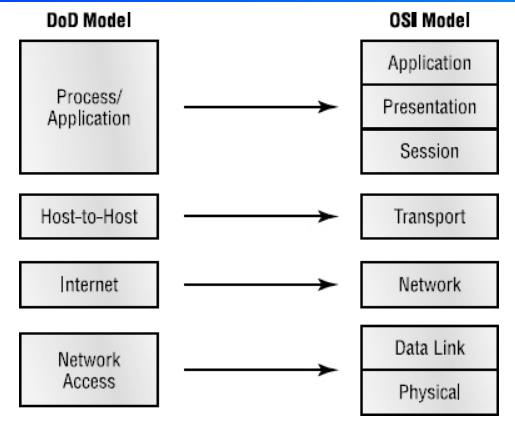 DoD Model
OSI Model
Process/
Application
Application
Presentation
Session
Host-to-Host
Transport
Internet
Network
Network
Access
Data Link
Physical